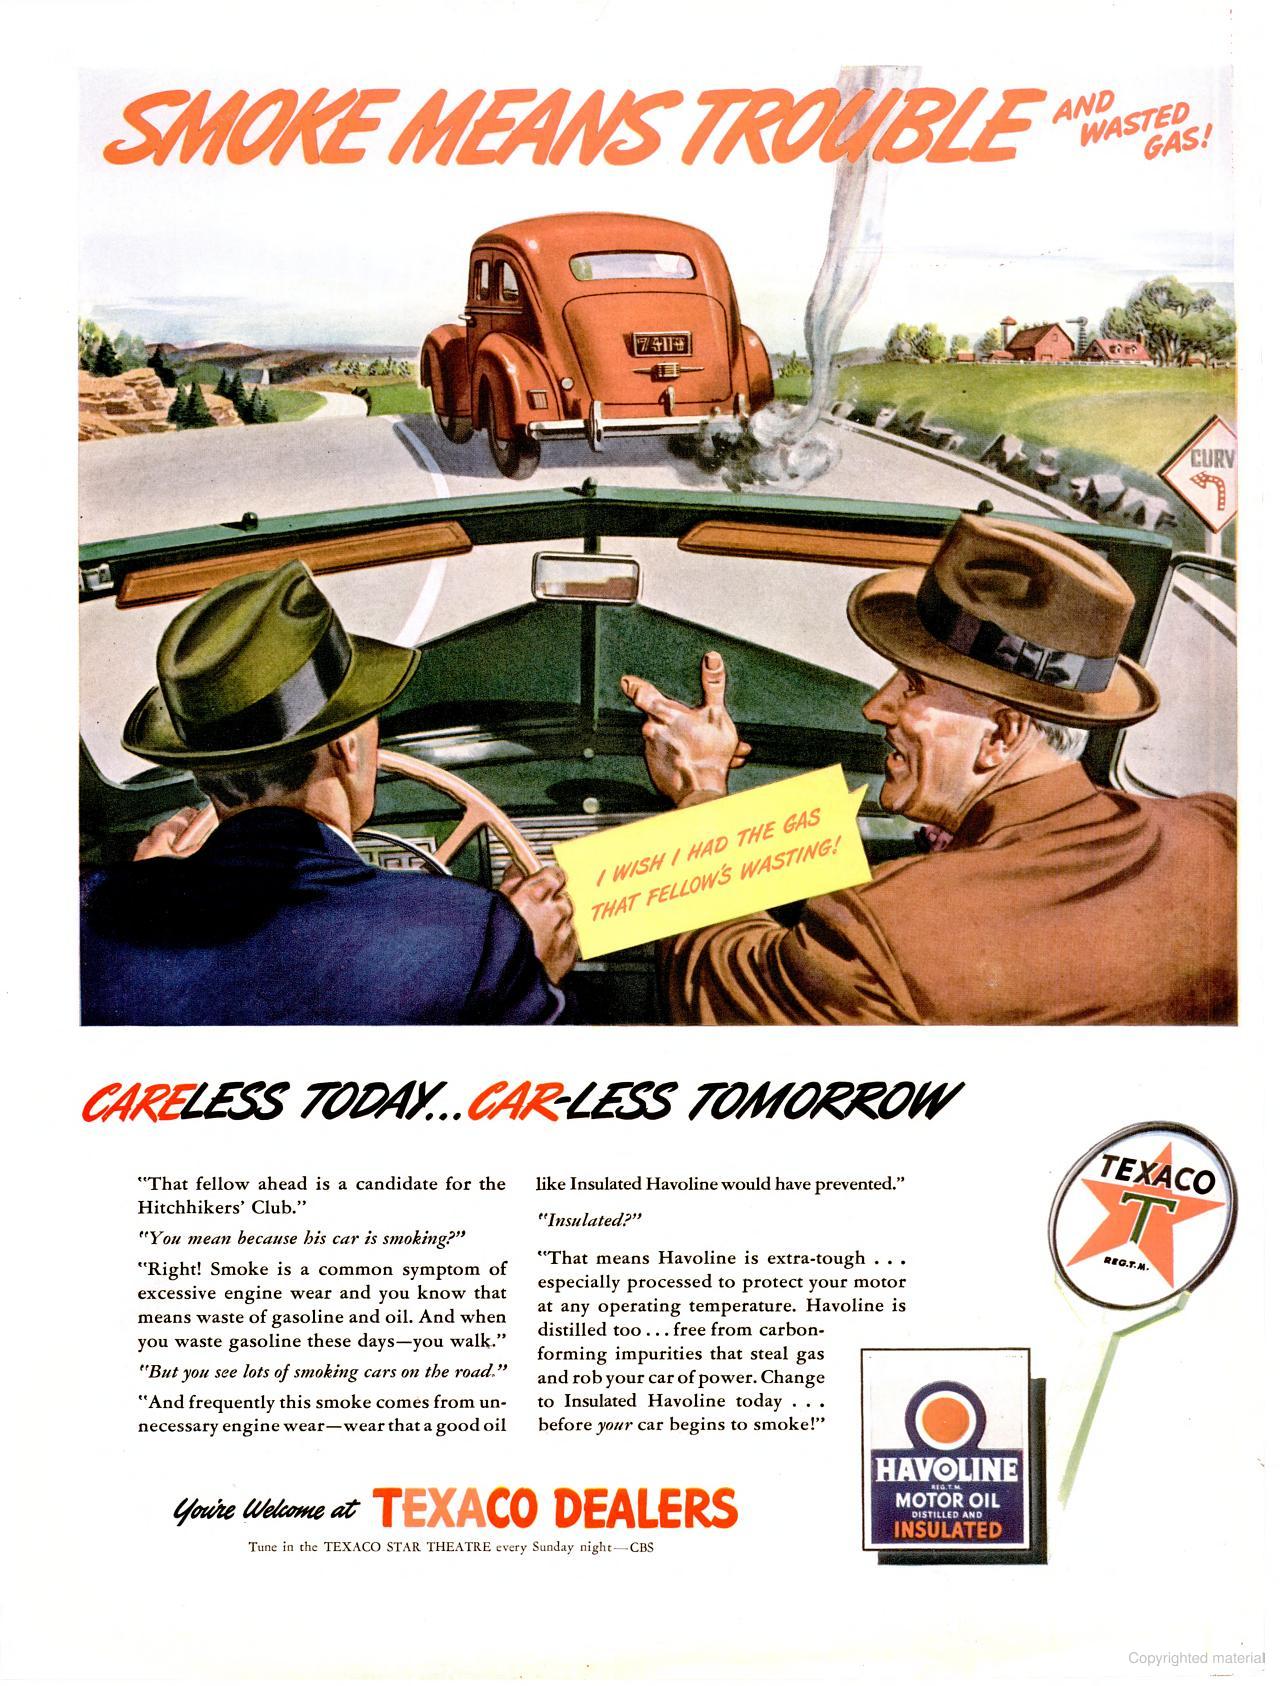 SMOKE MEANS TROUBLE AND
WASTED
GAS!
CURV
I WISH I HAD THE GAS
THAT FELLOW'S WASTING!
CARELESS TODAY...CAR-LESS TOMORROW
"That fellow ahead is a candidate for the
Hitchhikers' Club."
"You mean because his car is smoking?"
"Right! Smoke is a common symptom of
excessive engine wear and you know that
means waste of gasoline and oil. And when
you waste gasoline these days—you walk."
"But you see lots of smoking cars on the road."
"And frequently this smoke comes from un-
necessary engine wear—wear that a good oil
like Insulated Havoline would have prevented."
"Insulated?"
"That means Havoline is extra-tough . . .
especially processed to protect your motor
at any operating temperature. Havoline is
distilled too . . . free from carbon-
forming impurities that steal gas
and rob your car of power. Change
to Insulated Havoline today . . .
before your car begins to smoke!"
TEXACO
T
REG.T.M.
HAVOLINE
REG.T.M.
MOTOR OIL
DISTILLED AND
INSULATED
You're Welcome at TEXACO DEALERS
Tune in the TEXACO STAR THEATRE every Sunday night—CBS
Copyrighted material